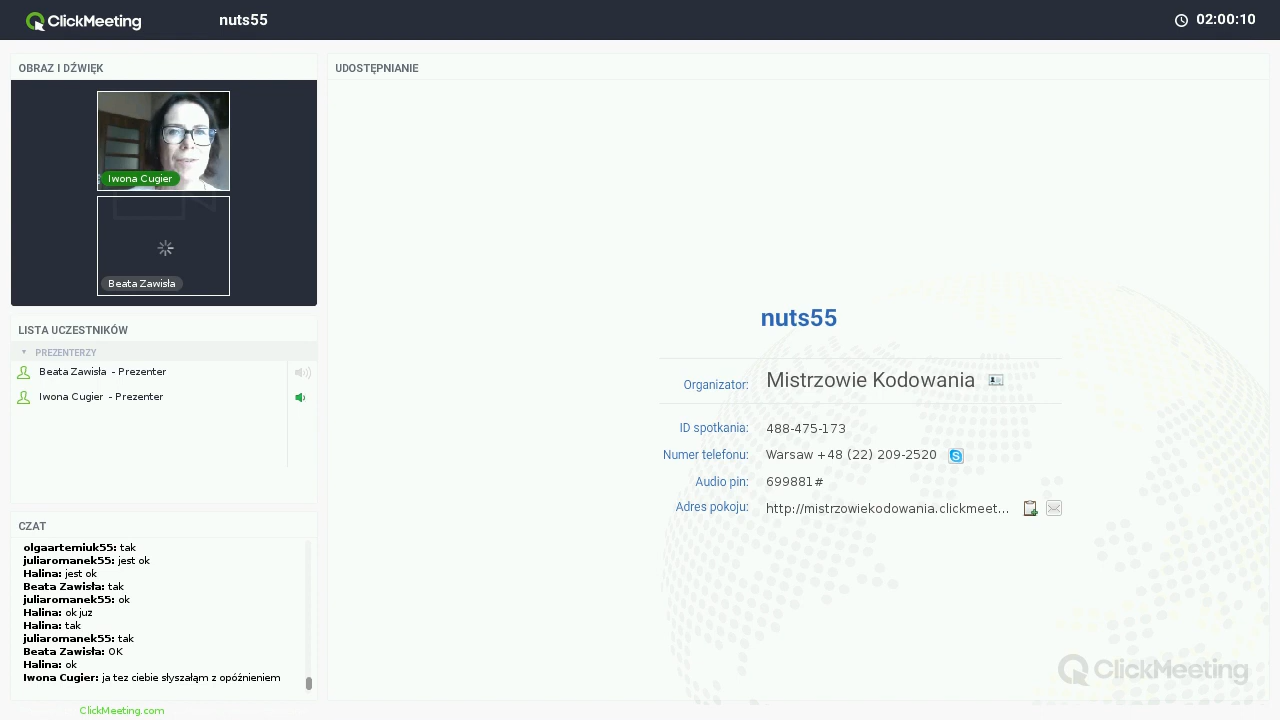 ClickMeeting
nuts55
02:00:10
OBRAZ I DŹWIĘK
Iwona Cugier
Beata Zawisła
LISTA UCZESTNIKÓW
PREZENTERZY
Beata Zawisła - Prezenter
Iwona Cugier - Prezenter
CZAT
olgaartemiuk55: tak
juliaromanek55: jest ok
Halina: jest ok
Beata Zawisła: tak
juliaromanek55: ok
Halina: ok juz
Halina: tak
juliaromanek55: tak
Beata Zawisła: OK
Halina: ok
Iwona Cugier: ja tez ciebie słyszałąm z opóźnieniem
ClickMeeting.com
UDOSTĘPNIANIE
nuts55
Organizator: Mistrzowie Kodowania
ID spotkania: 488-475-173
Numer telefonu: Warsaw +48 (22) 209-2520
Audio pin: 699881#
Adres pokoju: http://mistrzowiekodowania.clickmeet...
ClickMeeting